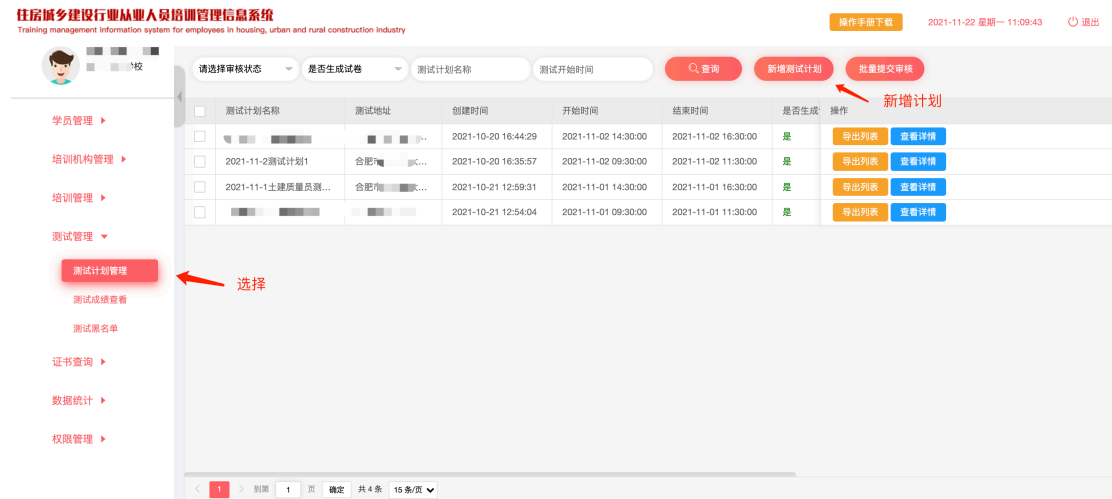 住房城乡建设行业从业人员培训管理信息系统
Training management information system for employees in housing, urban and rural construction industry
操作手册下载
2021-11-22 星期一 11:09:43
退出
校
请选择审核状态
是否生成试卷
测试计划名称
测试开始时间
查询
新增测试计划
批量提交审核
新增计划
测试计划名称 测试地址 创建时间 开始时间 结束时间 是否生成 操作
2021-10-20 16:44:29 2021-11-02 14:30:00 2021-11-02 16:30:00 是 导出列表 查看详情
2021-11-2测试计划1 合肥 ... 2021-10-20 16:35:57 2021-11-02 09:30:00 2021-11-02 11:30:00 是 导出列表 查看详情
2021-11-1土建质量员测... 合肥 ... 2021-10-21 12:59:31 2021-11-01 14:30:00 2021-11-01 16:30:00 是 导出列表 查看详情
2021-10-21 12:54:04 2021-11-01 09:30:00 2021-11-01 11:30:00 是 导出列表 查看详情
学员管理
培训机构管理
培训管理
测试管理
测试计划管理
选择
测试成绩查看
测试黑名单
证书查询
数据统计
权限管理
1 到第 1 页 确定 共 4 条 15 条/页